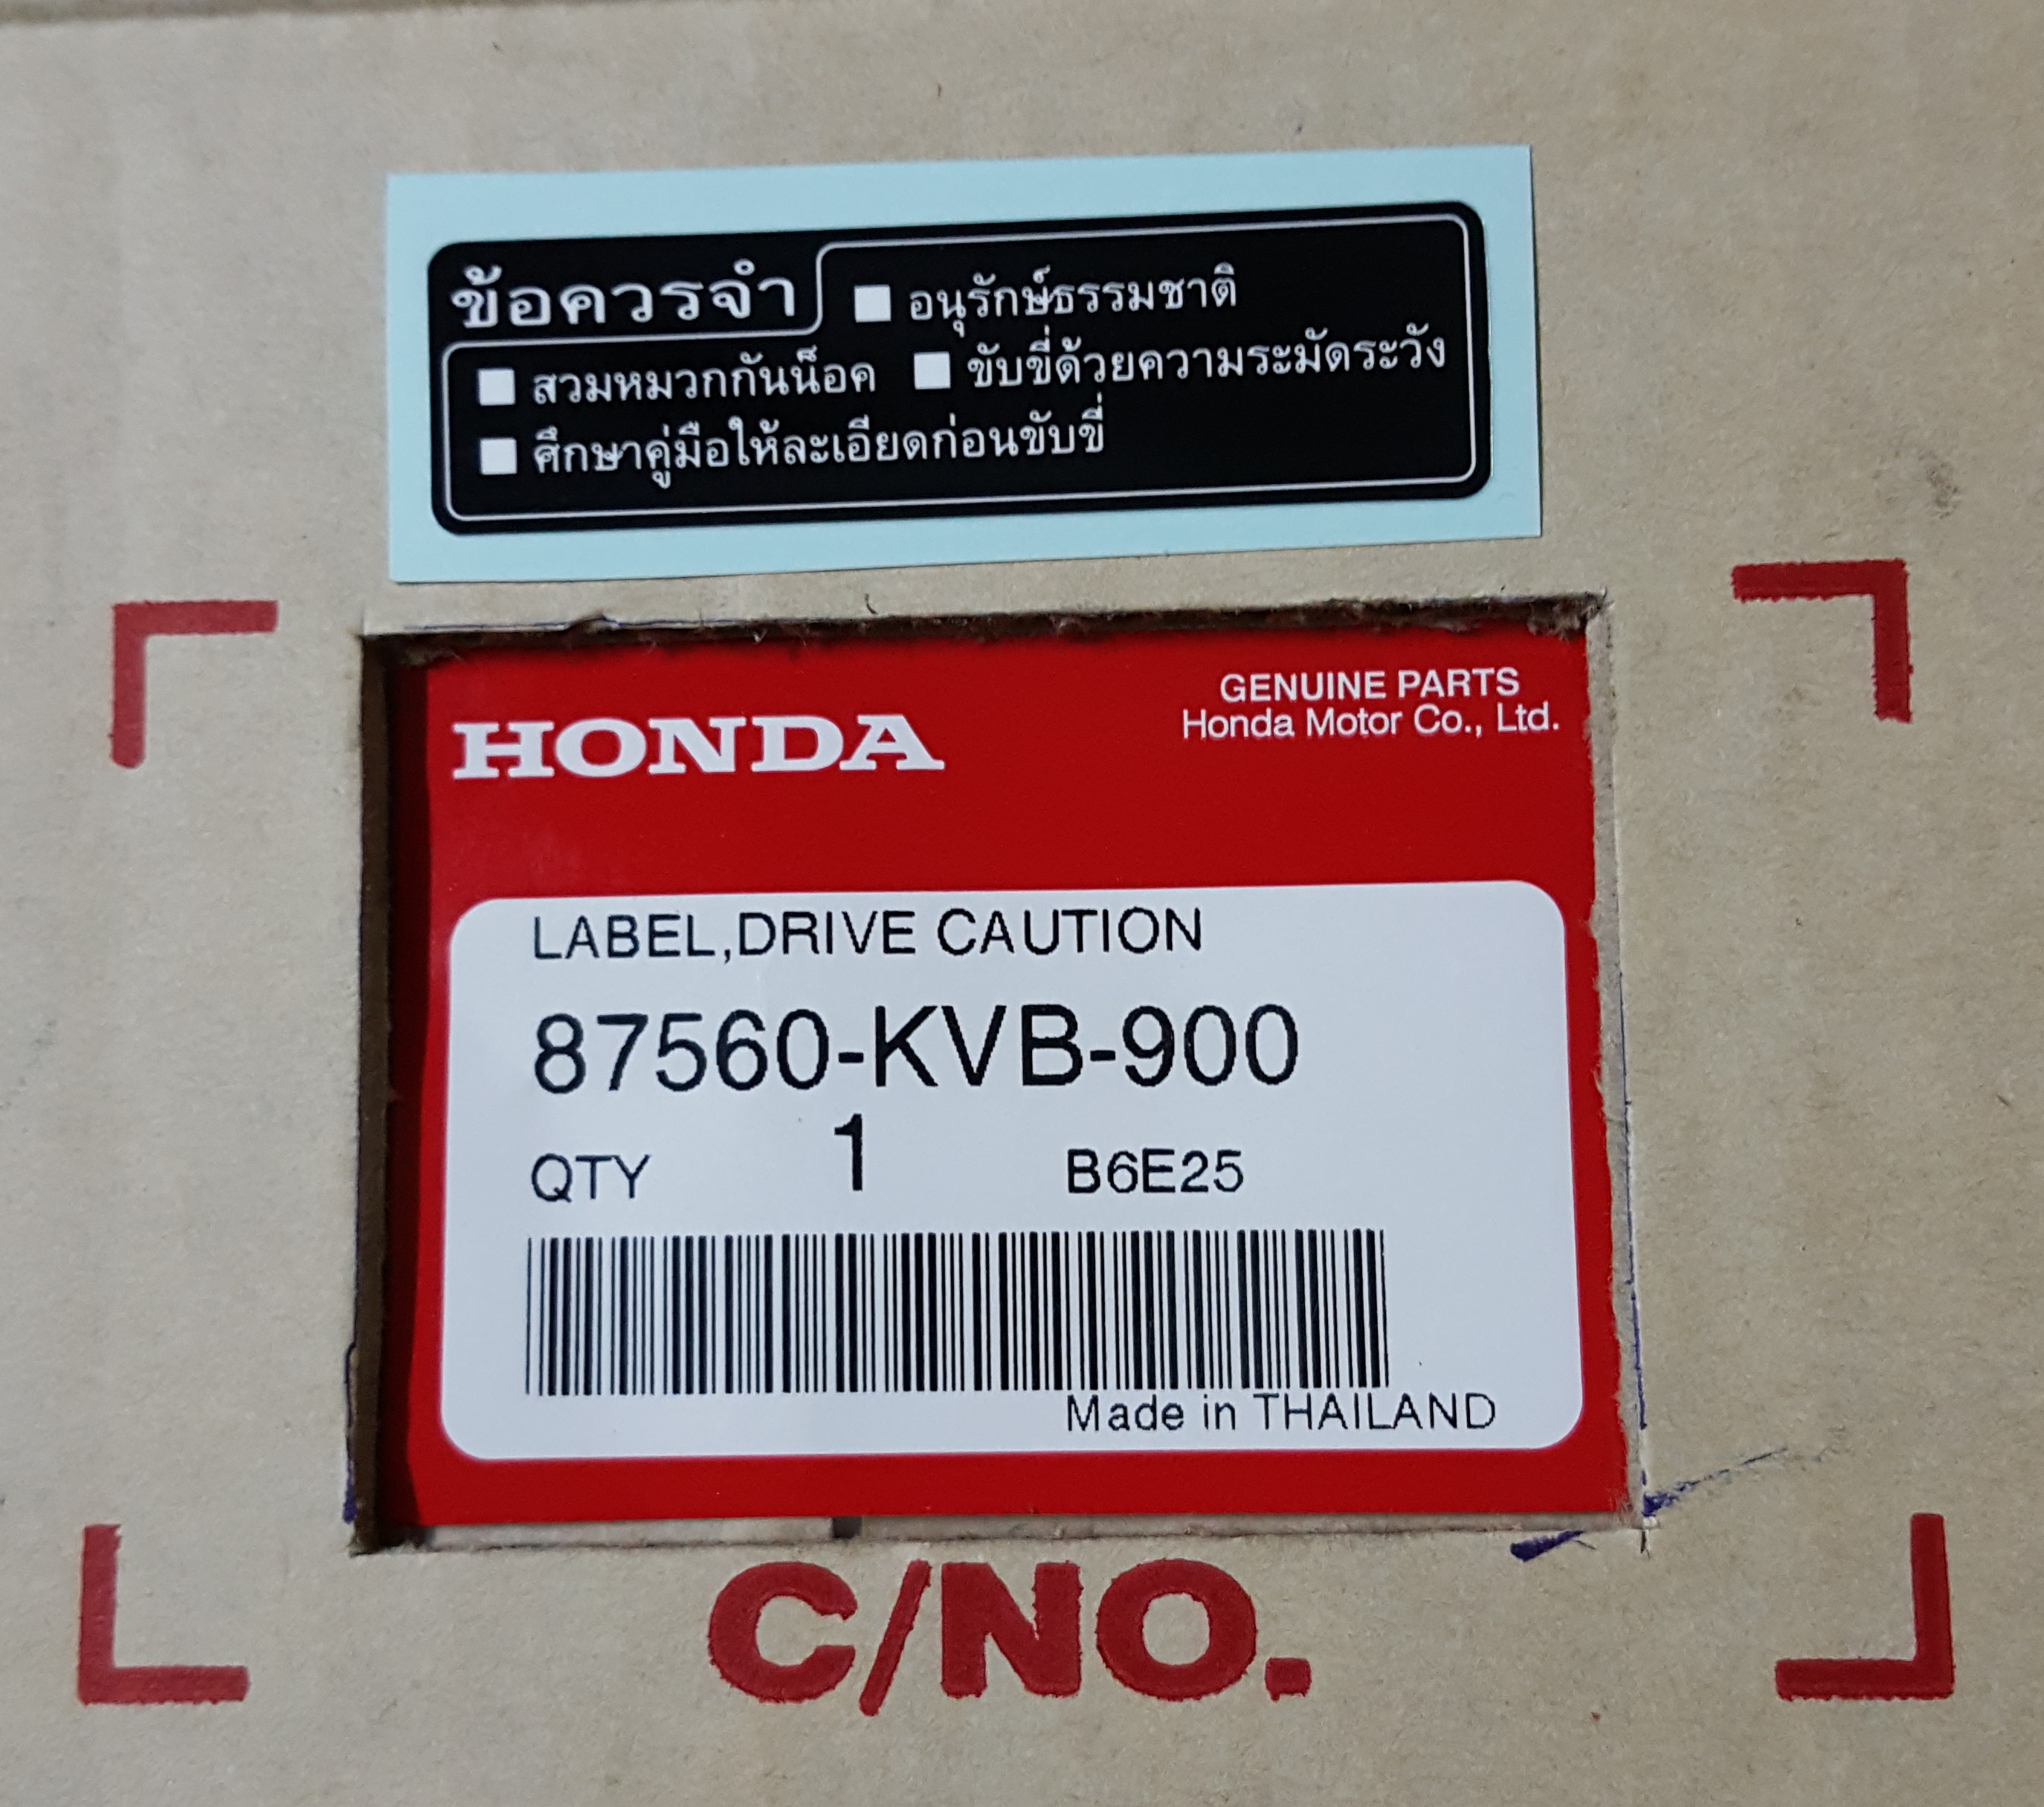 ข้อควรจำ
อนุรักษ์ธรรมชาติ
สวมหมวกกันน็อค ขับขี่ด้วยความระมัดระวัง
ศึกษาคู่มือให้ละเอียดก่อนขับขี่
HONDA
GENUINE PARTS
Honda Motor Co., Ltd.
LABEL,DRIVE CAUTION
87560-KVB-900
QTY 1 B6E25
Made in THAILAND
C/NO.